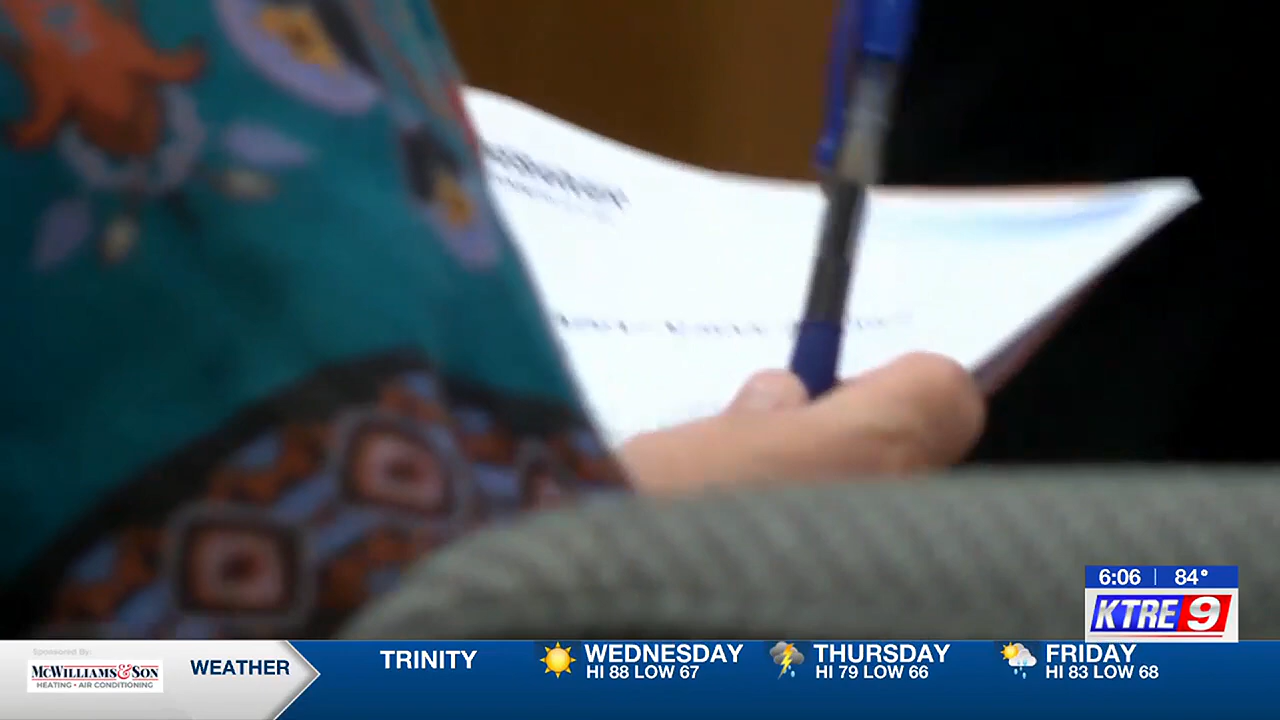 6:06 | 84°
KTRE 9
Sponsored By:
MCWILLIAMS & SON
HEATING • AIR CONDITIONING
WEATHER
TRINITY
WEDNESDAY
HI 88 LOW 67
THURSDAY
HI 79 LOW 66
FRIDAY
HI 83 LOW 68